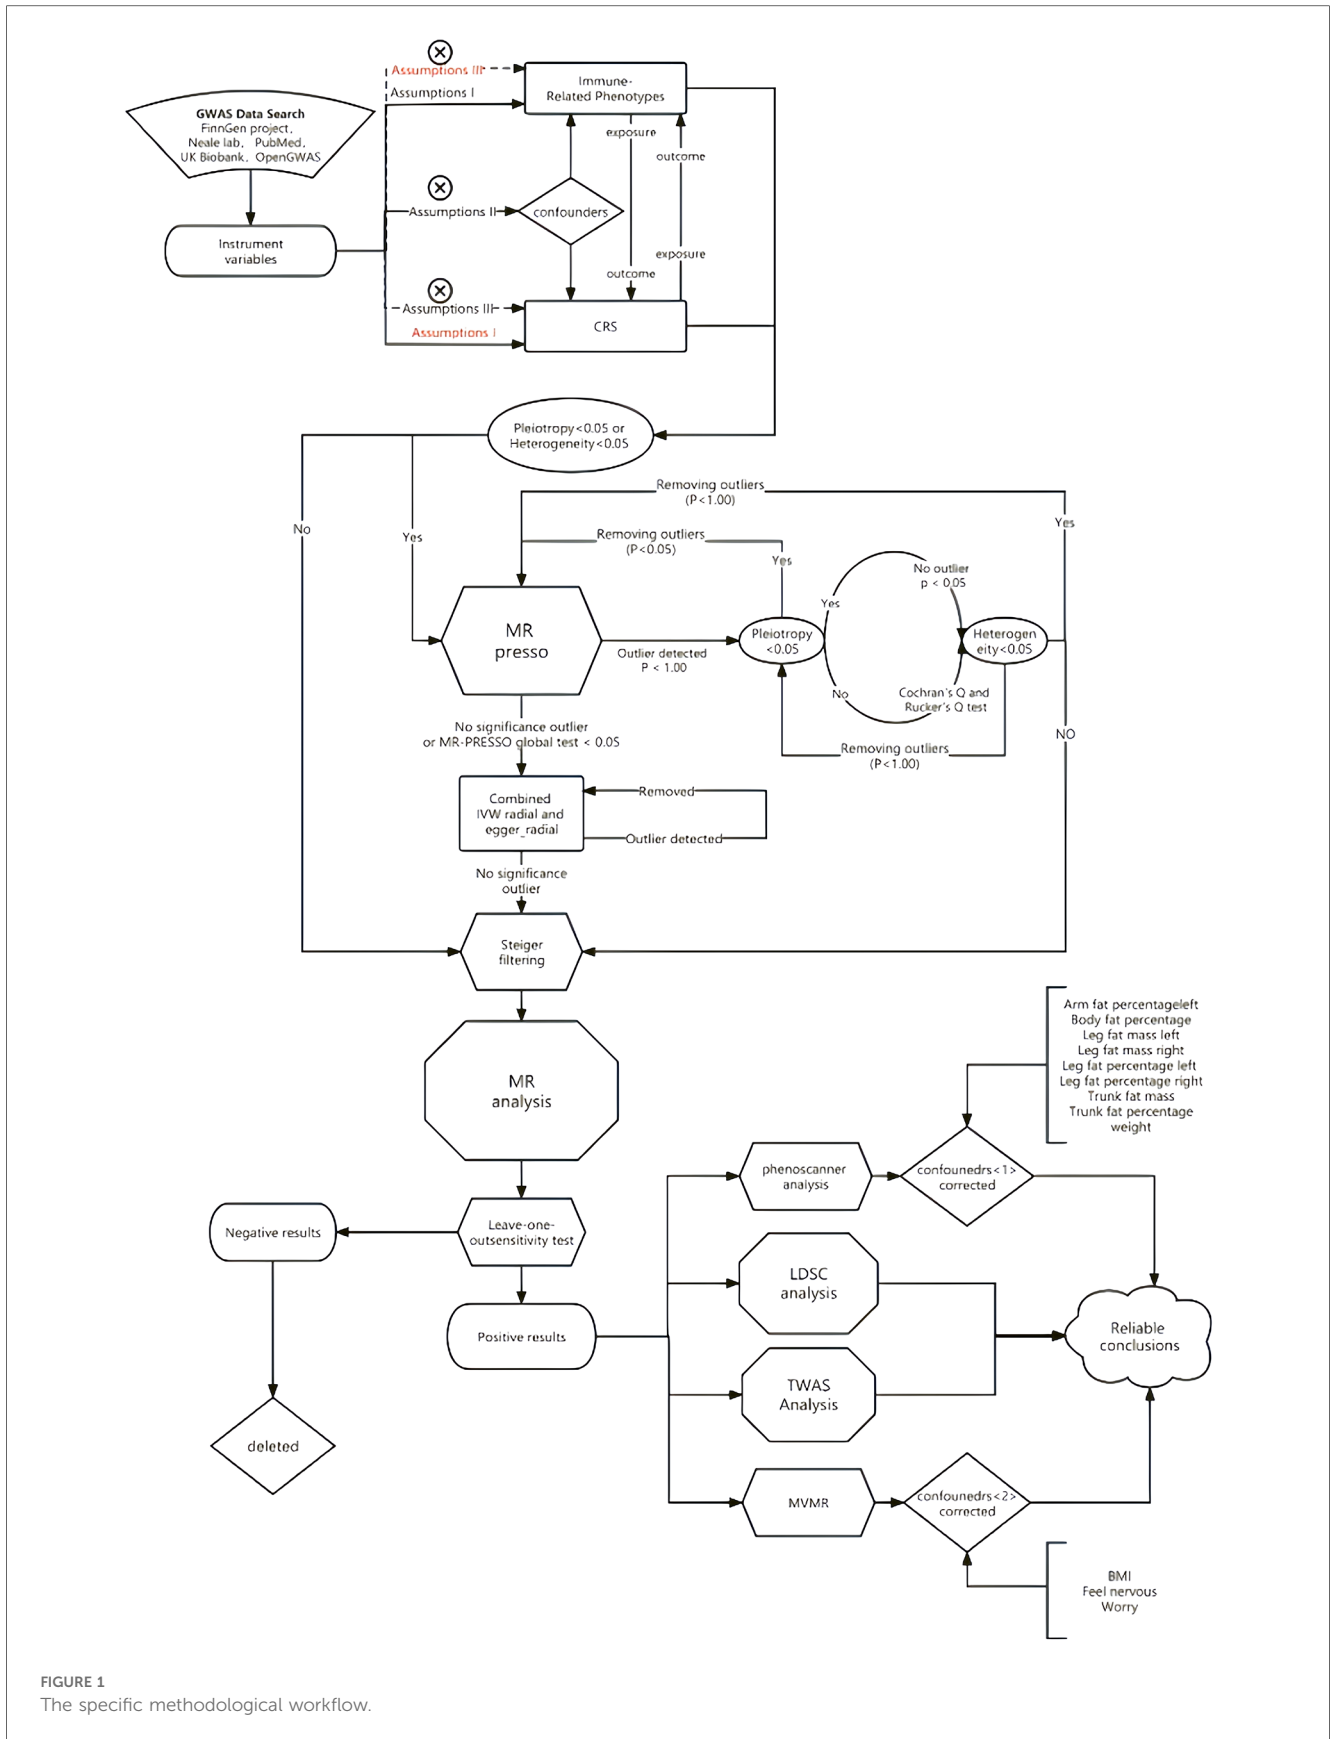 Assumptions III
Assumptions I
Immune-
Related Phenotypes
GWAS Data Search
FinnGen project,
Neale lab, PubMed,
UK Biobank, OpenGWAS
exposure
outcome
Assumptions II
confounders
Instrument
variables
exposure
outcome
Assumptions III
Assumptions I
CRS
Pleiotropy<0.05 or
Heterogeneity<0.05
Removing outliers
(P<1.00)
No
Yes
Yes
Removing outliers
(P<0.05)
Yes
No outlier
p < 0.05
Yes
MR
presso
Outlier detected
P < 1.00
Pleiotropy
<0.05
Heterogen
eity<0.05
No
Cochran's Q and
Rucker's Q test
No significance outlier
or MR-PRESSO global test < 0.05
Removing outliers
(P<1.00)
NO
Combined
IVW radial and
egger_radial
Removed
Outlier detected
No significance
outlier
Steiger
filtering
MR
analysis
Arm fat percentageleft
Body fat percentage
Leg fat mass left
Leg fat mass right
Leg fat percentage left
Leg fat percentage right
Trunk fat mass
Trunk fat percentage
weight
phenoscanner
analysis
confounedrs<1>
corrected
Negative results
Leave-one-
outsensitivity test
LDSC
analysis
Positive results
Reliable
conclusions
TWAS
Analysis
deleted
MVMR
confounedrs<2>
corrected
BMI
Feel nervous
Worry
FIGURE 1
The specific methodological workflow.